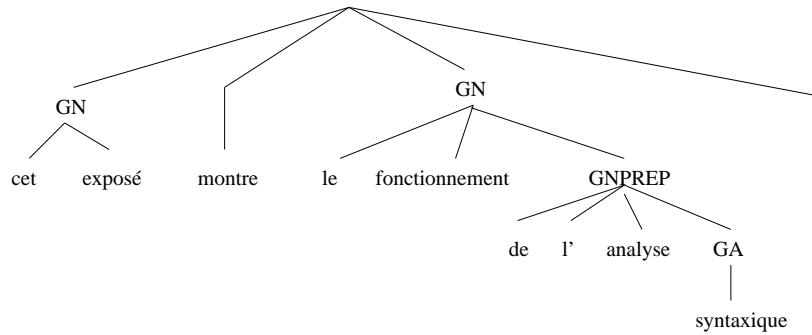 GN
GN
cet exposé montre le fonctionnement GNPREP
de l' analyse GA
syntaxique